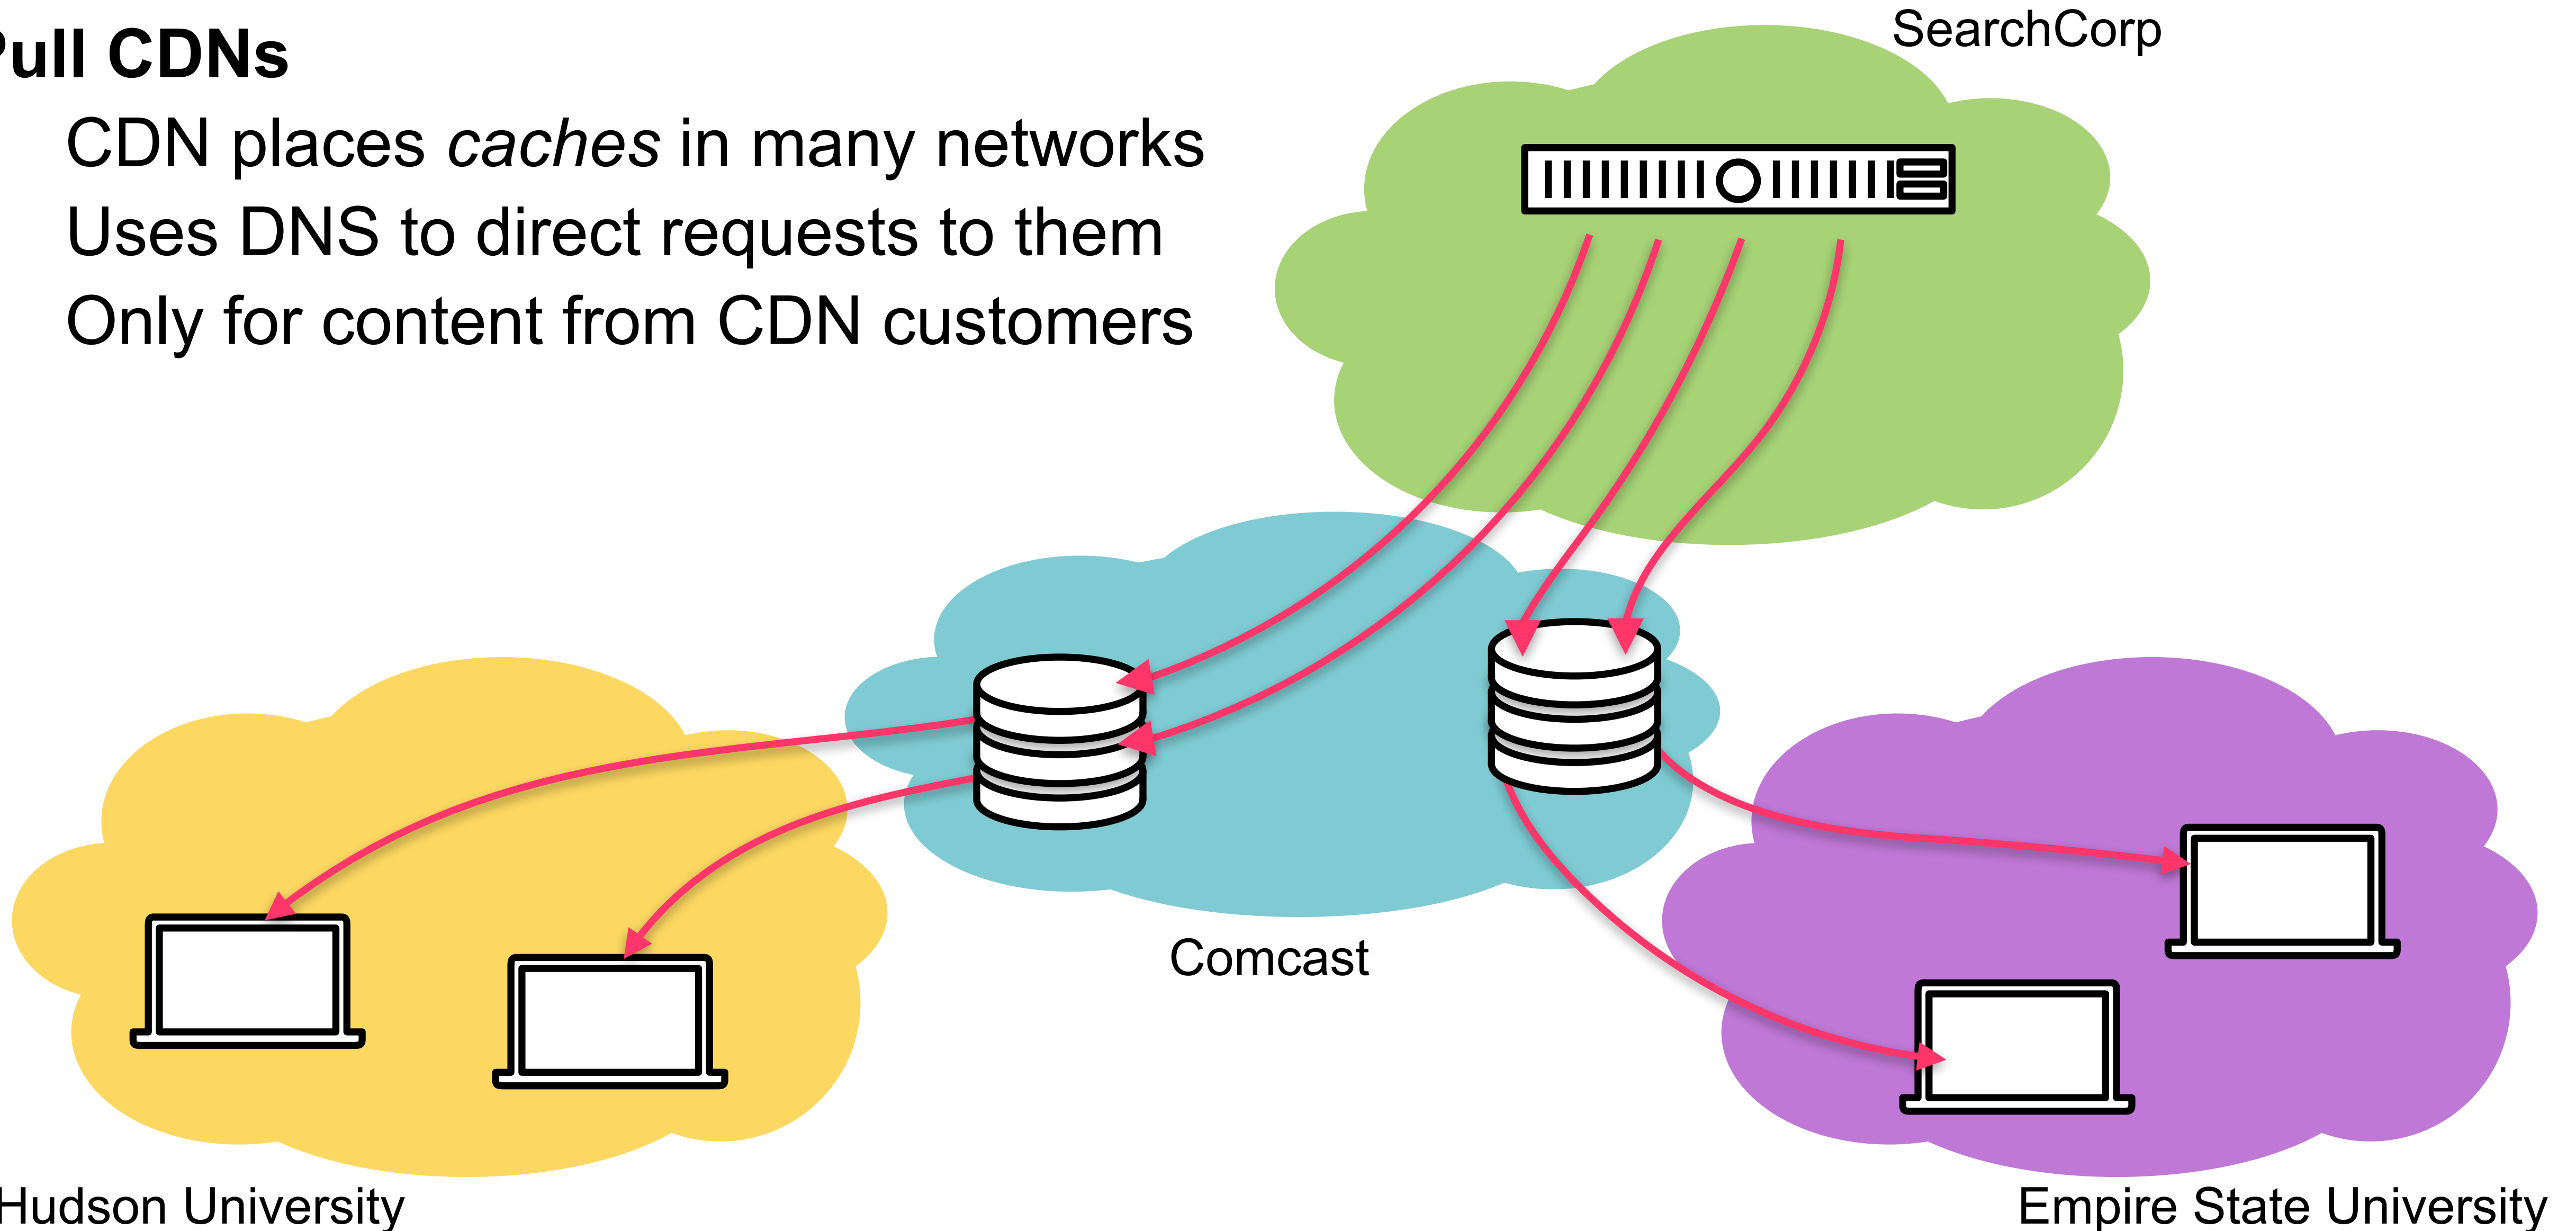 Pull CDNs
SearchCorp
CDN places caches in many networks
Uses DNS to direct requests to them
Only for content from CDN customers
Comcast
Hudson University
Empire State University